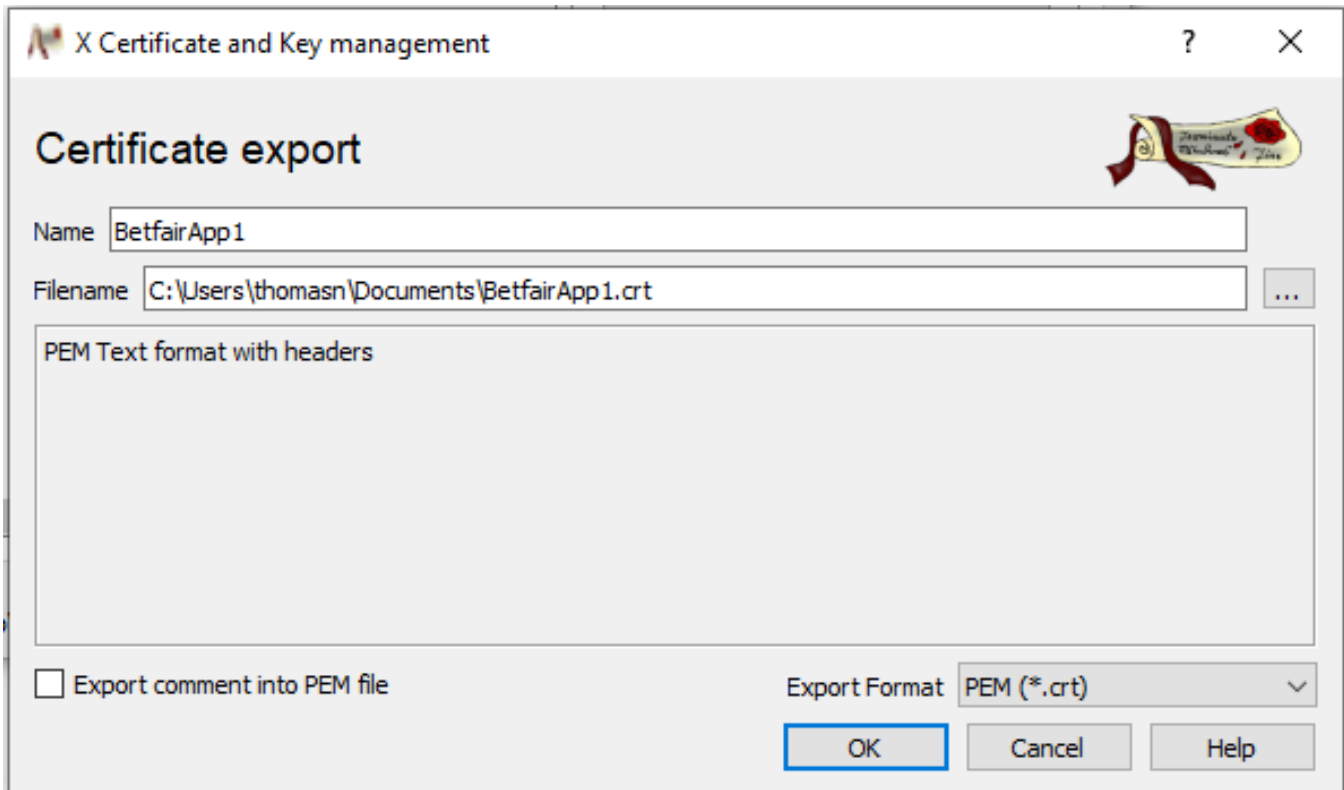 X Certificate and Key management
?
Certificate export
Name BetfairApp1
Filename C:\Users\thomasn\Documents\BetfairApp1.crt
...
PEM Text format with headers
Export comment into PEM file
Export Format PEM (*.crt)
OK Cancel Help